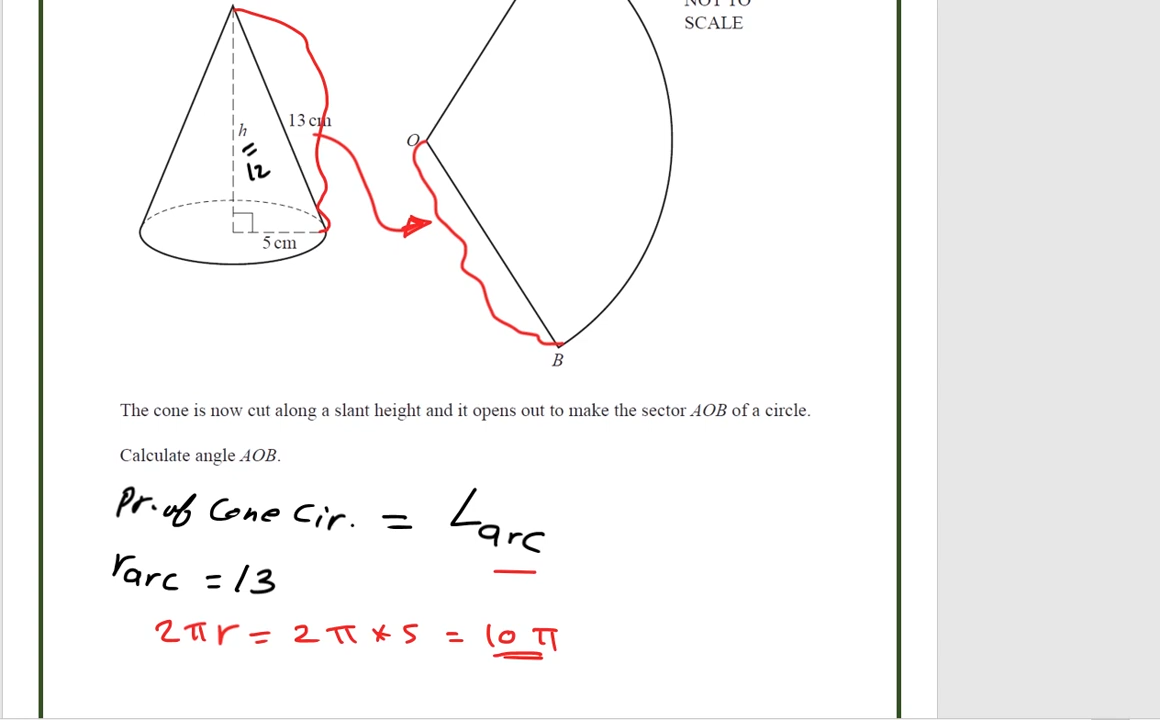 NOT TO
SCALE
h
= 12
13 cm
5 cm
O
B
The cone is now cut along a slant height and it opens out to make the sector AOB of a circle.
Calculate angle AOB.
Pr. of Cone Cir. = Larc
rarc = 13
2πr = 2π * 5 = 10π